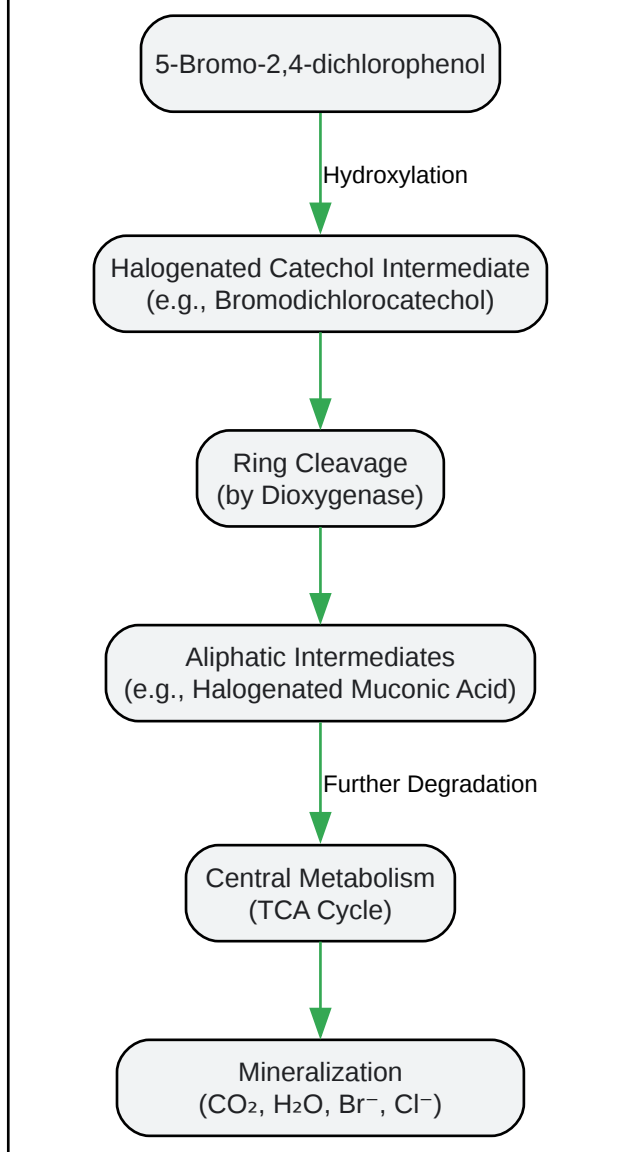 5-Bromo-2,4-dichlorophenol
Hydroxylation
Halogenated Catechol Intermediate
(e.g., Bromodichlorocatechol)
Ring Cleavage
(by Dioxygenase)
Aliphatic Intermediates
(e.g., Halogenated Muconic Acid)
Further Degradation
Central Metabolism
(TCA Cycle)
Mineralization
(CO₂, H₂O, Br⁻, Cl⁻)